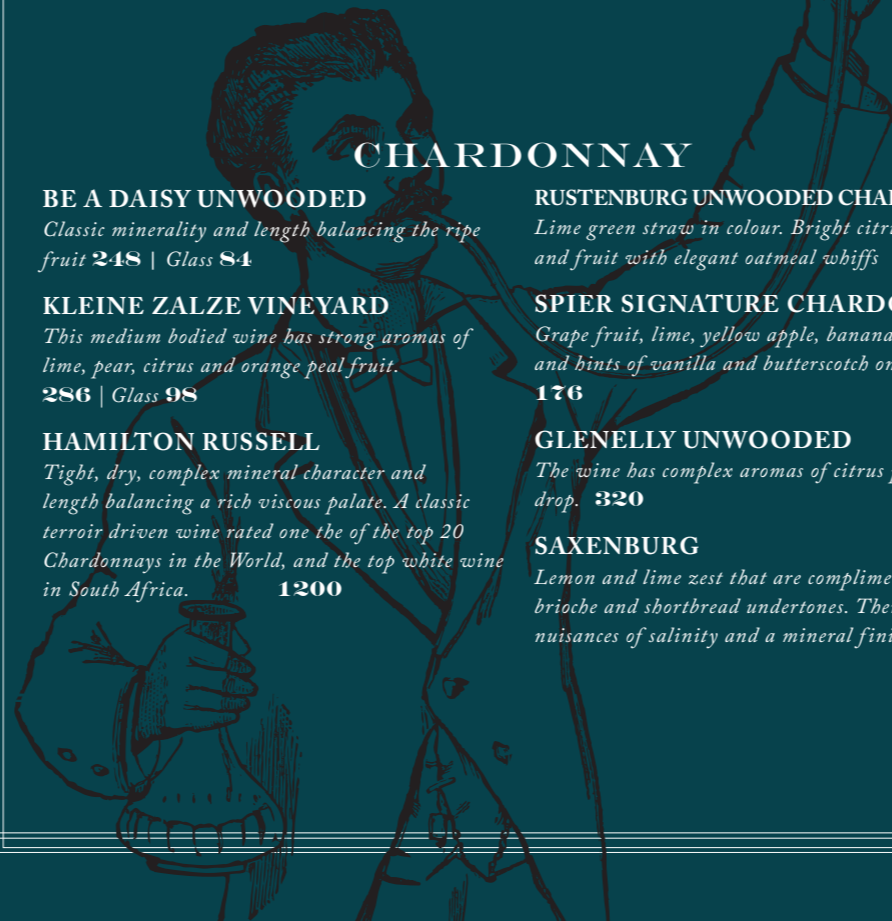 CHARDONNAY
BE A DAISY UNWOODED
Classic minerality and length balancing the ripe
fruit 248 | Glass 84
KLEINE ZALZE VINEYARD
This medium bodied wine has strong aromas of
lime, pear, citrus and orange peal fruit.
286 | Glass 98
HAMILTON RUSSELL
Tight, dry, complex mineral character and
length balancing a rich viscous palate. A classic
terroir driven wine rated one the of the top 20
Chardonnays in the World, and the top white wine
in South Africa. 1200
RUSTENBURG UNWOODED
Lime green straw in colour. Bright
and fruit with elegant oatmeal whiffs
SPIER SIGNATURE
Grape fruit, lime, yellow apple, banana
and hints of vanilla and butterscotch
176
GLENELLY UNWOODED
The wine has complex aromas of citrus
drop. 320
SAXENBURG
Lemon and lime zest that are
brioche and shortbread undertones.
nuisances of salinity and a mineral